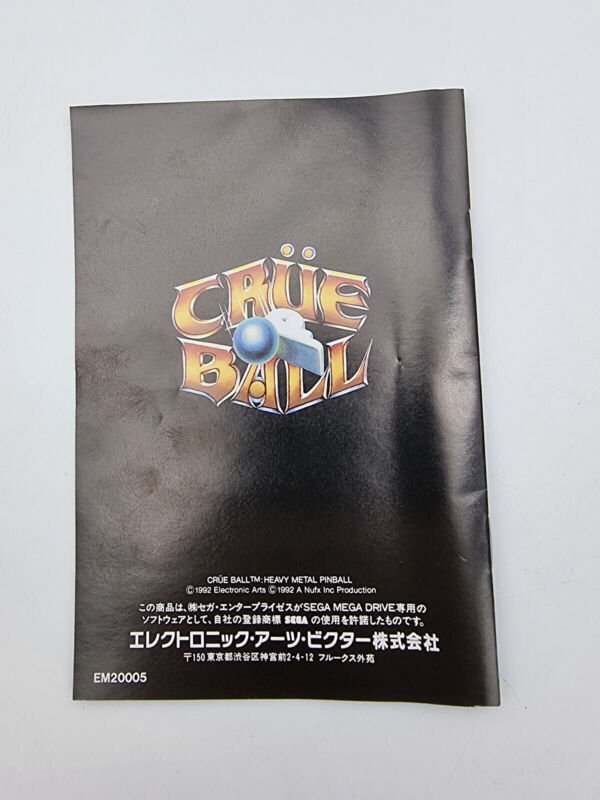 CRÜE
BALL
CRÜE BALL™:HEAVY METAL PINBALL
©1992 Electronic Arts ©1992 A Nufx Inc Production
この商品は、㈱セガ・エンタープライゼスがSEGA MEGA DRIVE専用の
ソフトウェアとして、自社の登録商標 SEGA の使用を許諾したものです。
エレクトロニック・アーツ・ビクター株式会社
〒150 東京都渋谷区神宮前2-4-12 フルークス外苑
EM20005